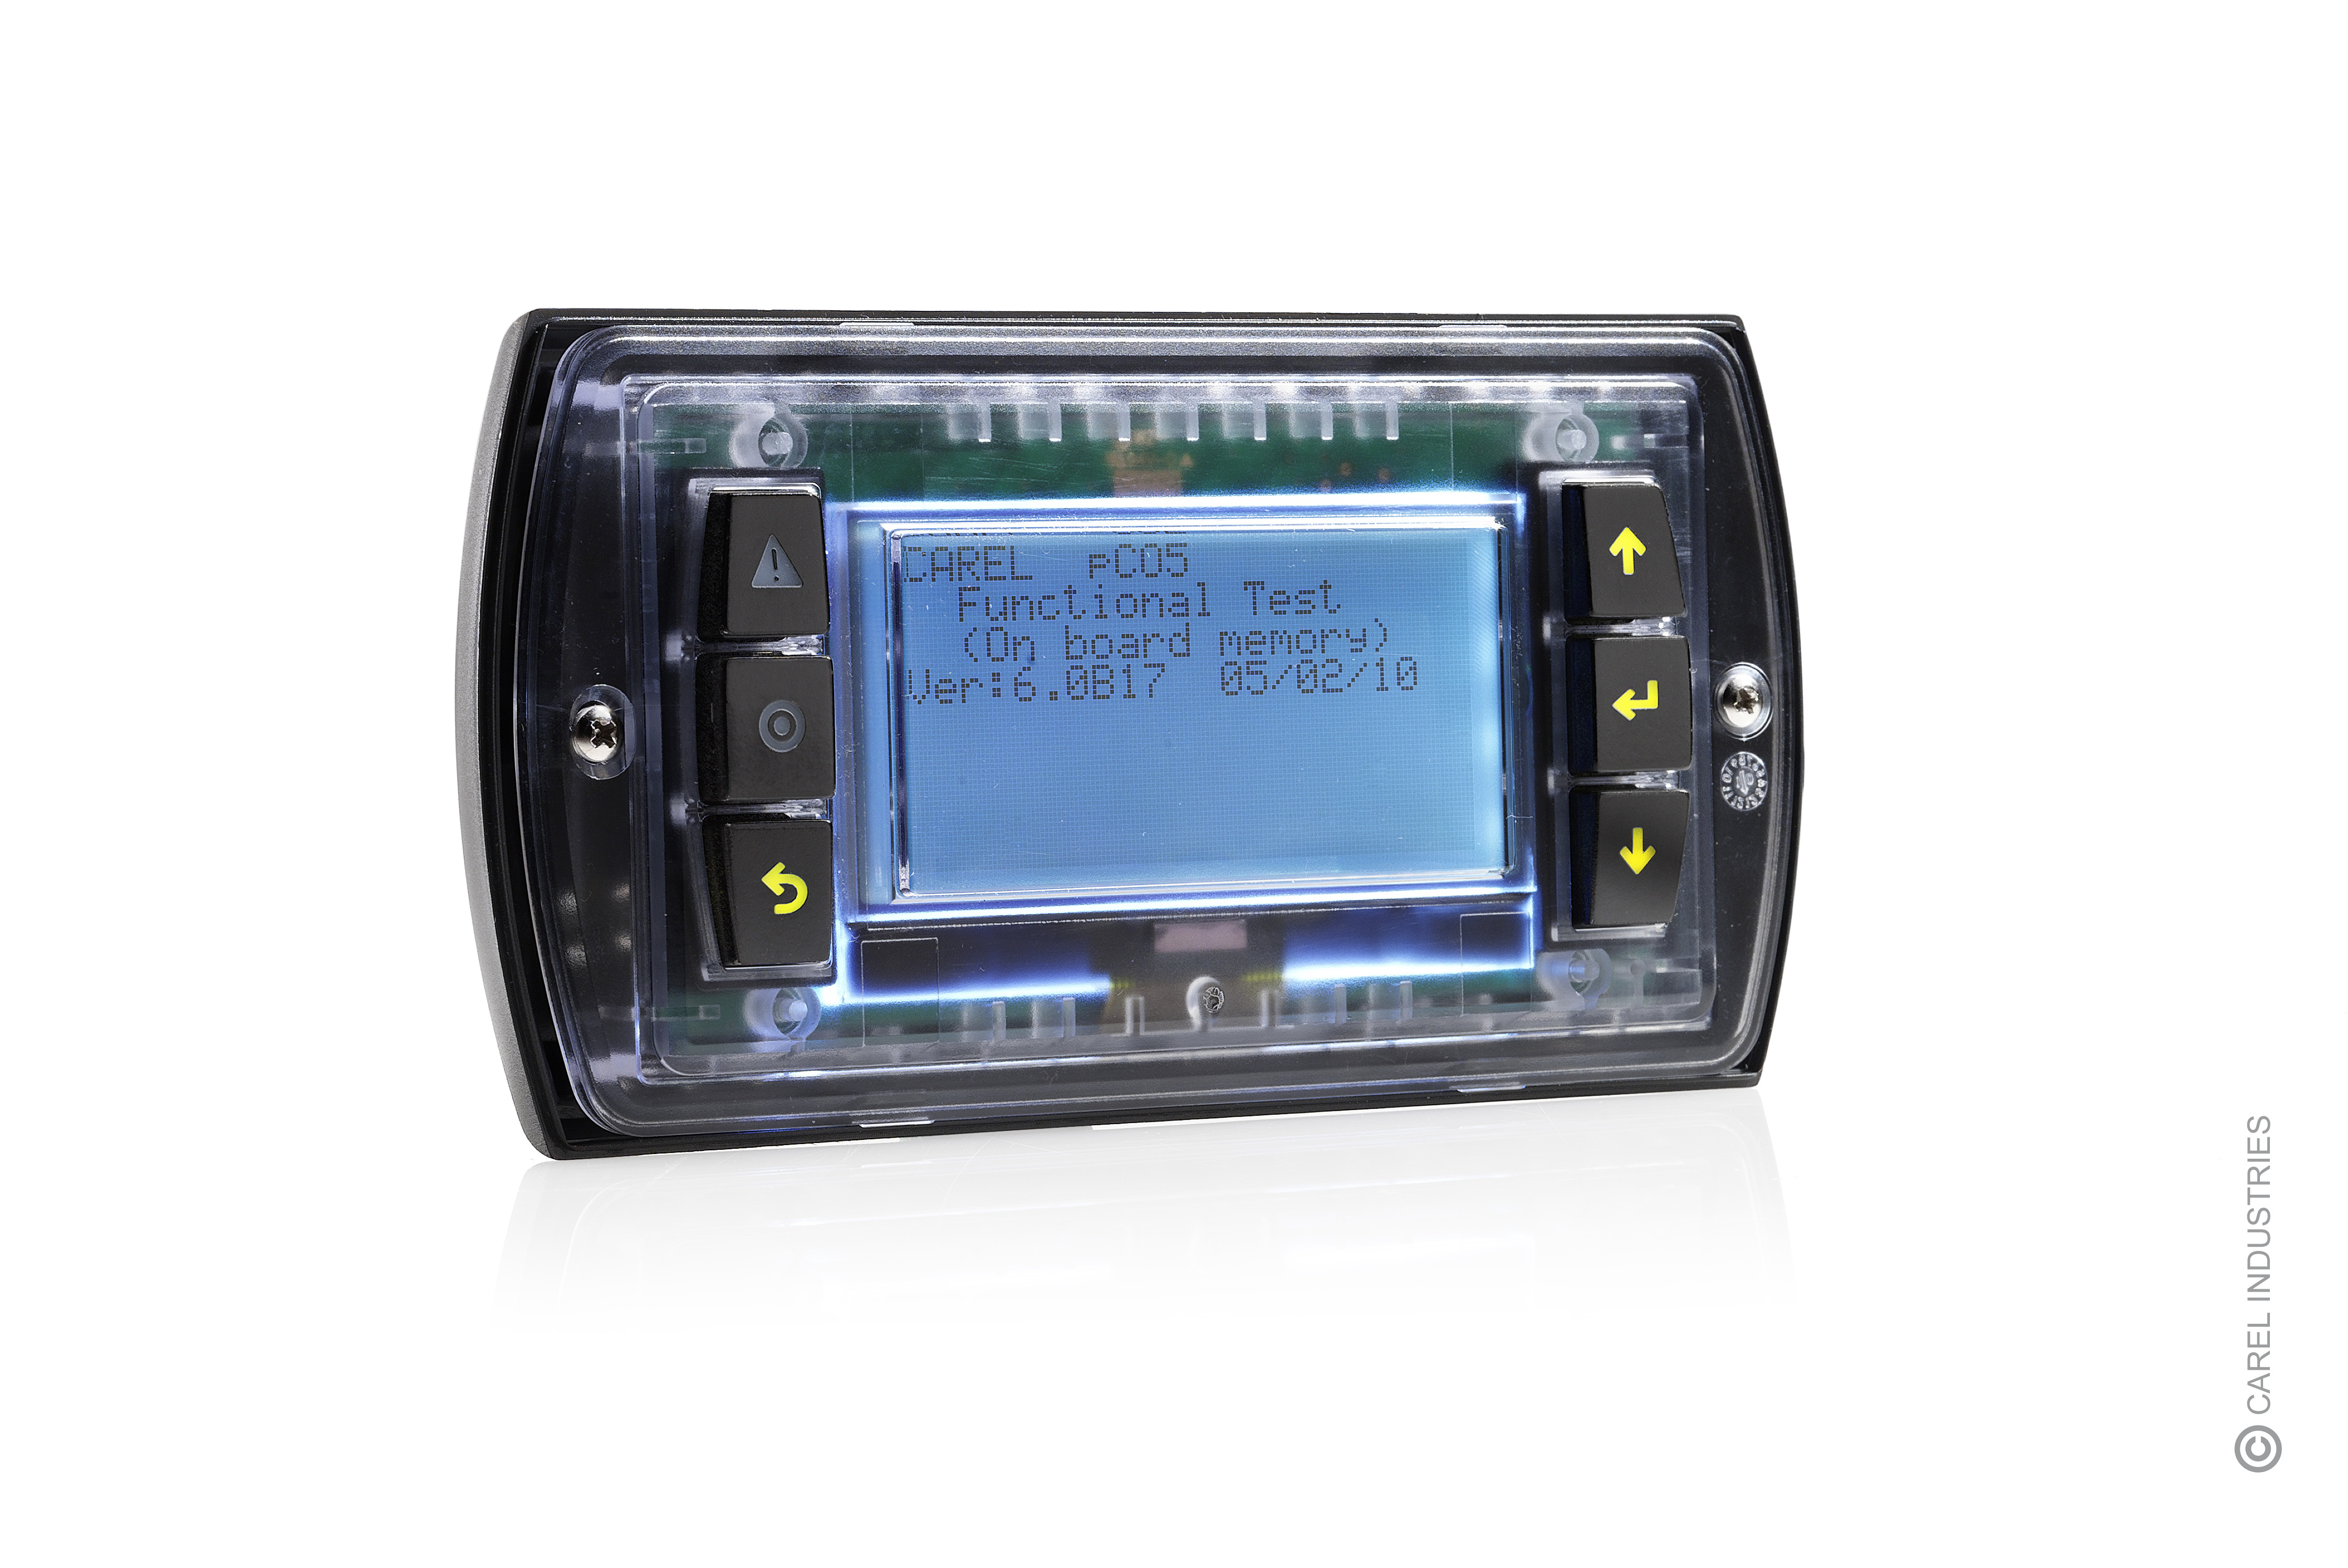 CAREL pCO5
Functional Test
(On board memory)
Ver:6.0B17 05/02/10
© CAREL INDUSTRIES